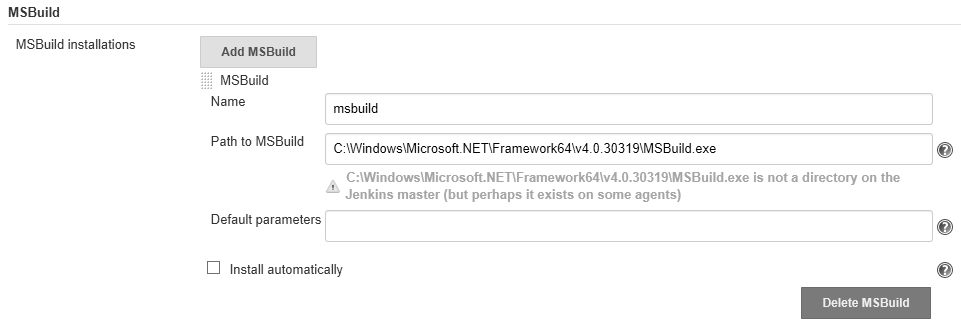 MSBuild
MSBuild installations
Add MSBuild
MSBuild
Name
msbuild
Path to MSBuild
C:\Windows\Microsoft.NET\Framework64\v4.0.30319\MSBuild.exe
?
C:\Windows\Microsoft.NET\Framework64\v4.0.30319\MSBuild.exe is not a directory on the
Jenkins master (but perhaps it exists on some agents)
Default parameters
?
Install automatically
?
Delete MSBuild